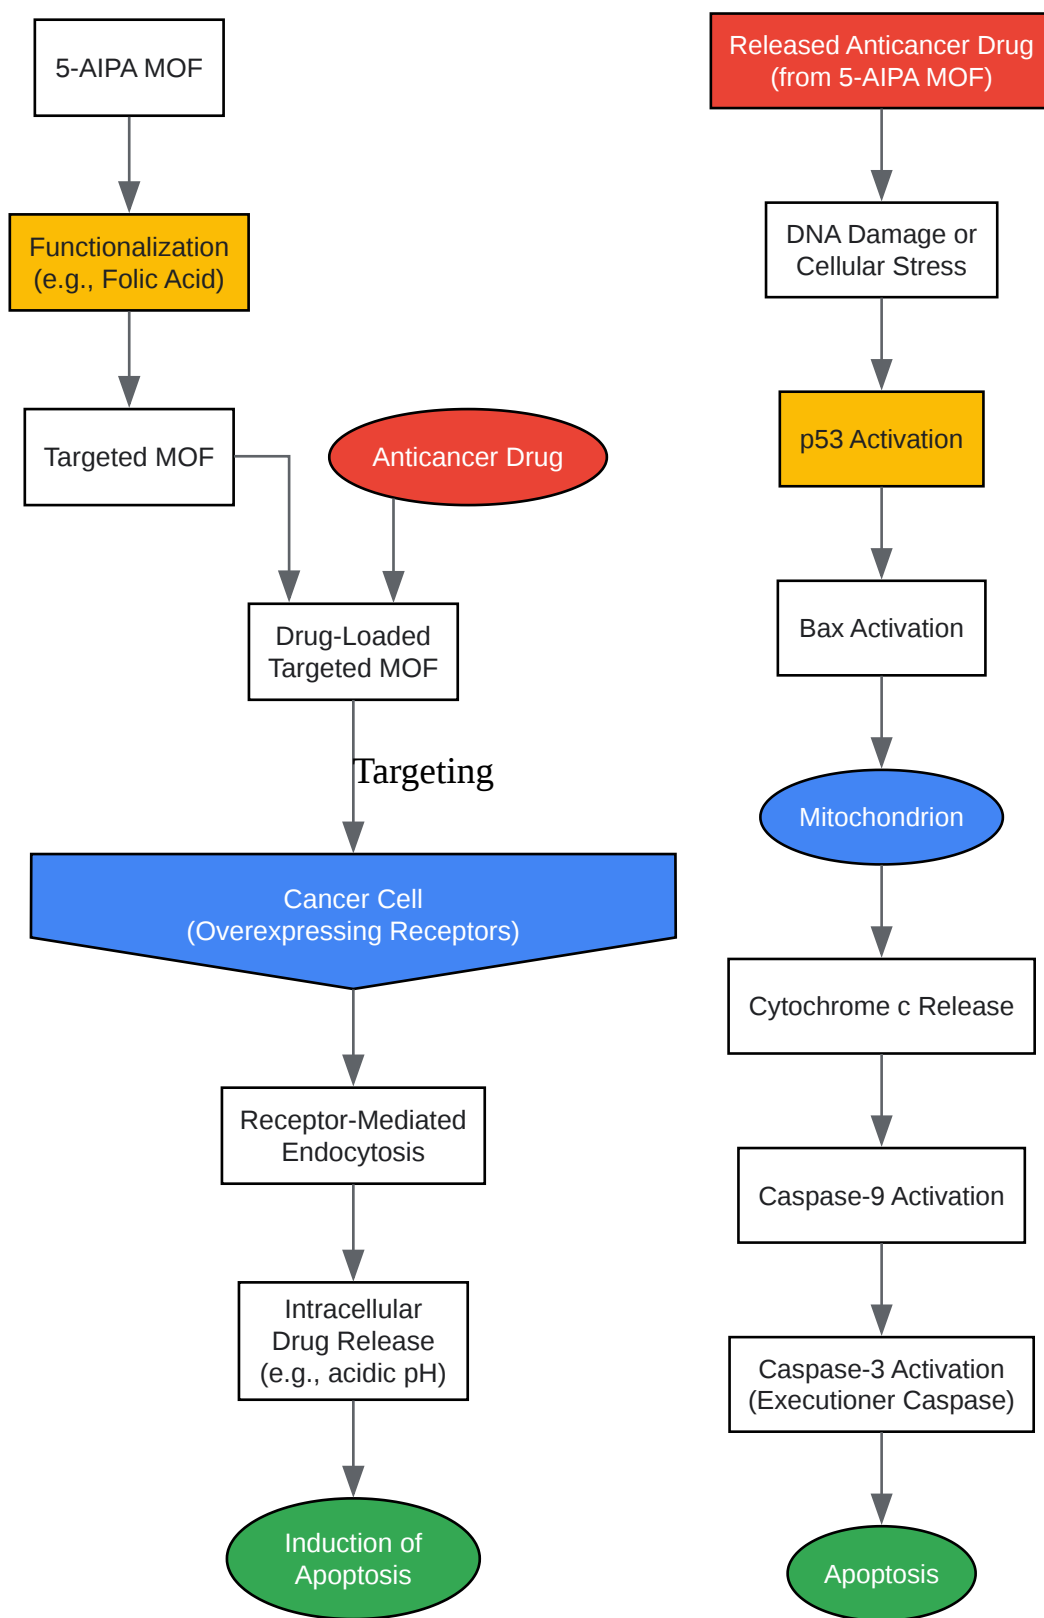 5-AIPA MOF
Functionalization
(e.g., Folic Acid)
Targeted MOF
Anticancer Drug
Drug-Loaded
Targeted MOF
Targeting
Cancer Cell
(Overexpressing Receptors)
Receptor-Mediated
Endocytosis
Intracellular
Drug Release
(e.g., acidic pH)
Induction of
Apoptosis
Released Anticancer Drug
(from 5-AIPA MOF)
DNA Damage or
Cellular Stress
p53 Activation
Bax Activation
Mitochondrion
Cytochrome c Release
Caspase-9 Activation
Caspase-3 Activation
(Executioner Caspase)
Apoptosis